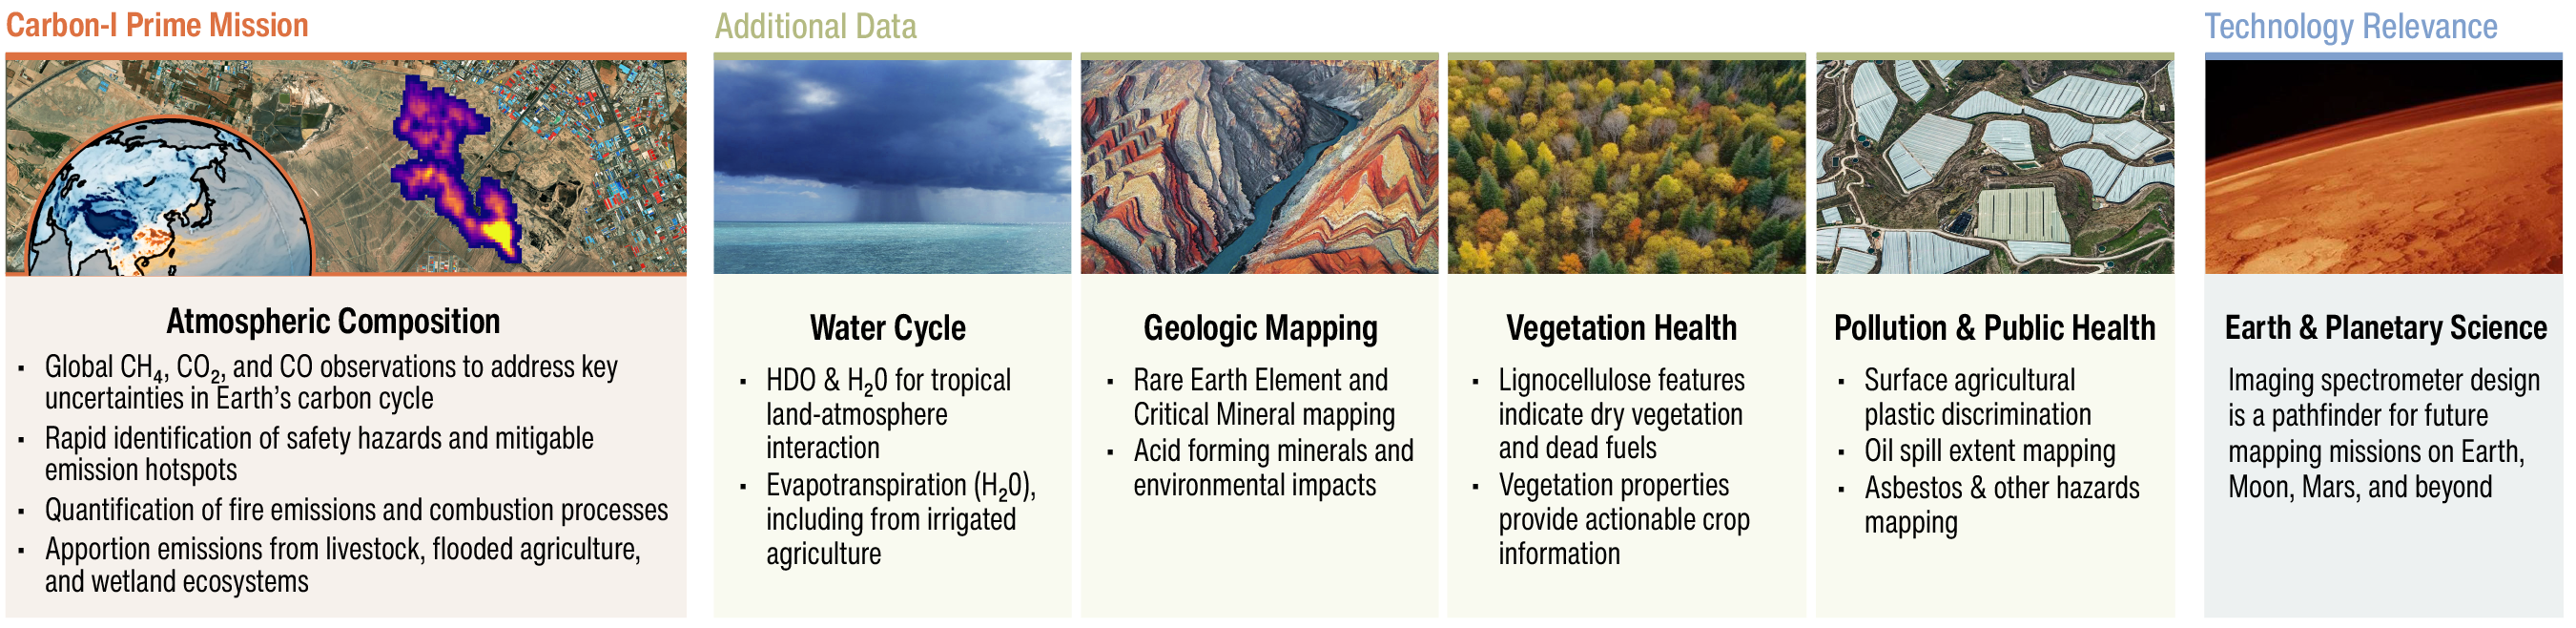 Carbon-I Prime Mission
Atmospheric Composition
▪ Global CH₄, CO₂, and CO observations to address key
uncertainties in Earth's carbon cycle
▪ Rapid identification of safety hazards and mitigable
emission hotspots
▪ Quantification of fire emissions and combustion processes
▪ Apportion emissions from livestock, flooded agriculture,
and wetland ecosystems
Additional Data
Water Cycle
▪ HDO & H₂0 for tropical
land-atmosphere
interaction
▪ Evapotranspiration (H₂0),
including from irrigated
agriculture
Geologic Mapping
▪ Rare Earth Element and
Critical Mineral mapping
▪ Acid forming minerals and
environmental impacts
Vegetation Health
▪ Lignocellulose features
indicate dry vegetation
and dead fuels
▪ Vegetation properties
provide actionable crop
information
Pollution & Public Health
▪ Surface agricultural
plastic discrimination
▪ Oil spill extent mapping
▪ Asbestos & other hazards
mapping
Technology Relevance
Earth & Planetary Science
Imaging spectrometer design
is a pathfinder for future
mapping missions on Earth,
Moon, Mars, and beyond